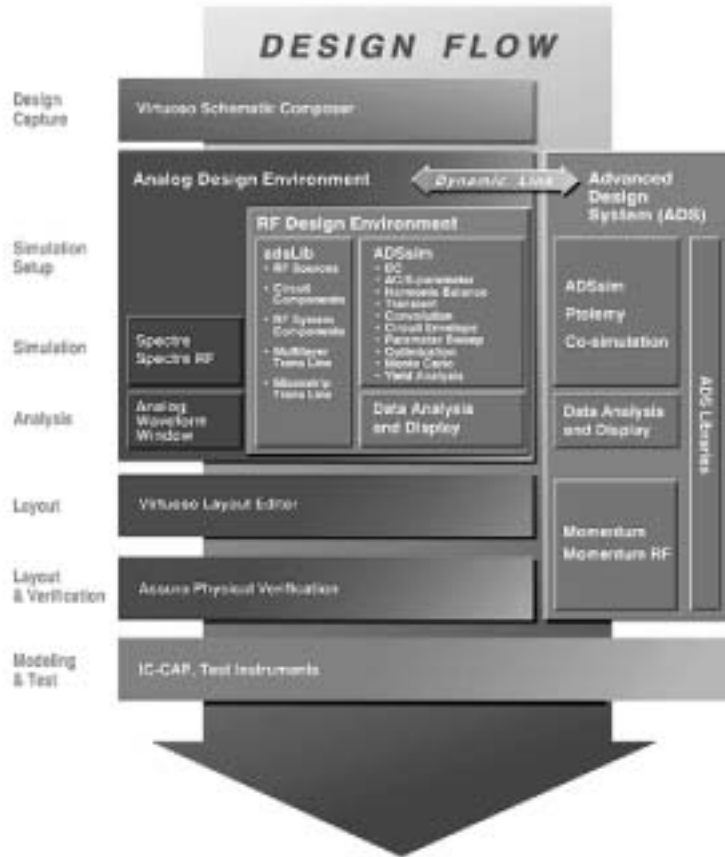 DESIGN FLOW
Design
Capture
Virtuoso Schematic Composer
Analog Design Environment
Dynamic Link
Advanced
Design
System (ADS)
RF Design Environment
Simulation
Setup
adsLib
• RF Sources
• Circuit
Components
• RF System
Components
• Multilayer
Trans Line
• Microstrip
Trans Line
ADSsim
• DC
• AC/S-parameter
• Harmonic Balance
• Transient
• Convolution
• Circuit Envelope
• Parameter Sweep
• Optimization
• Monte Carlo
• Yield Analysis
ADSsim
Ptolemy
Co-simulation
ADS Libraries
Simulation
Spectre
Spectre RF
Analysis
Analog
Waveform
Window
Data Analysis
and Display
Data Analysis
and Display
Layout
Virtuoso Layout Editor
Momentum
Momentum RF
Layout
& Verification
Assura Physical Verification
Modeling
& Test
IC-CAP, Test Instruments